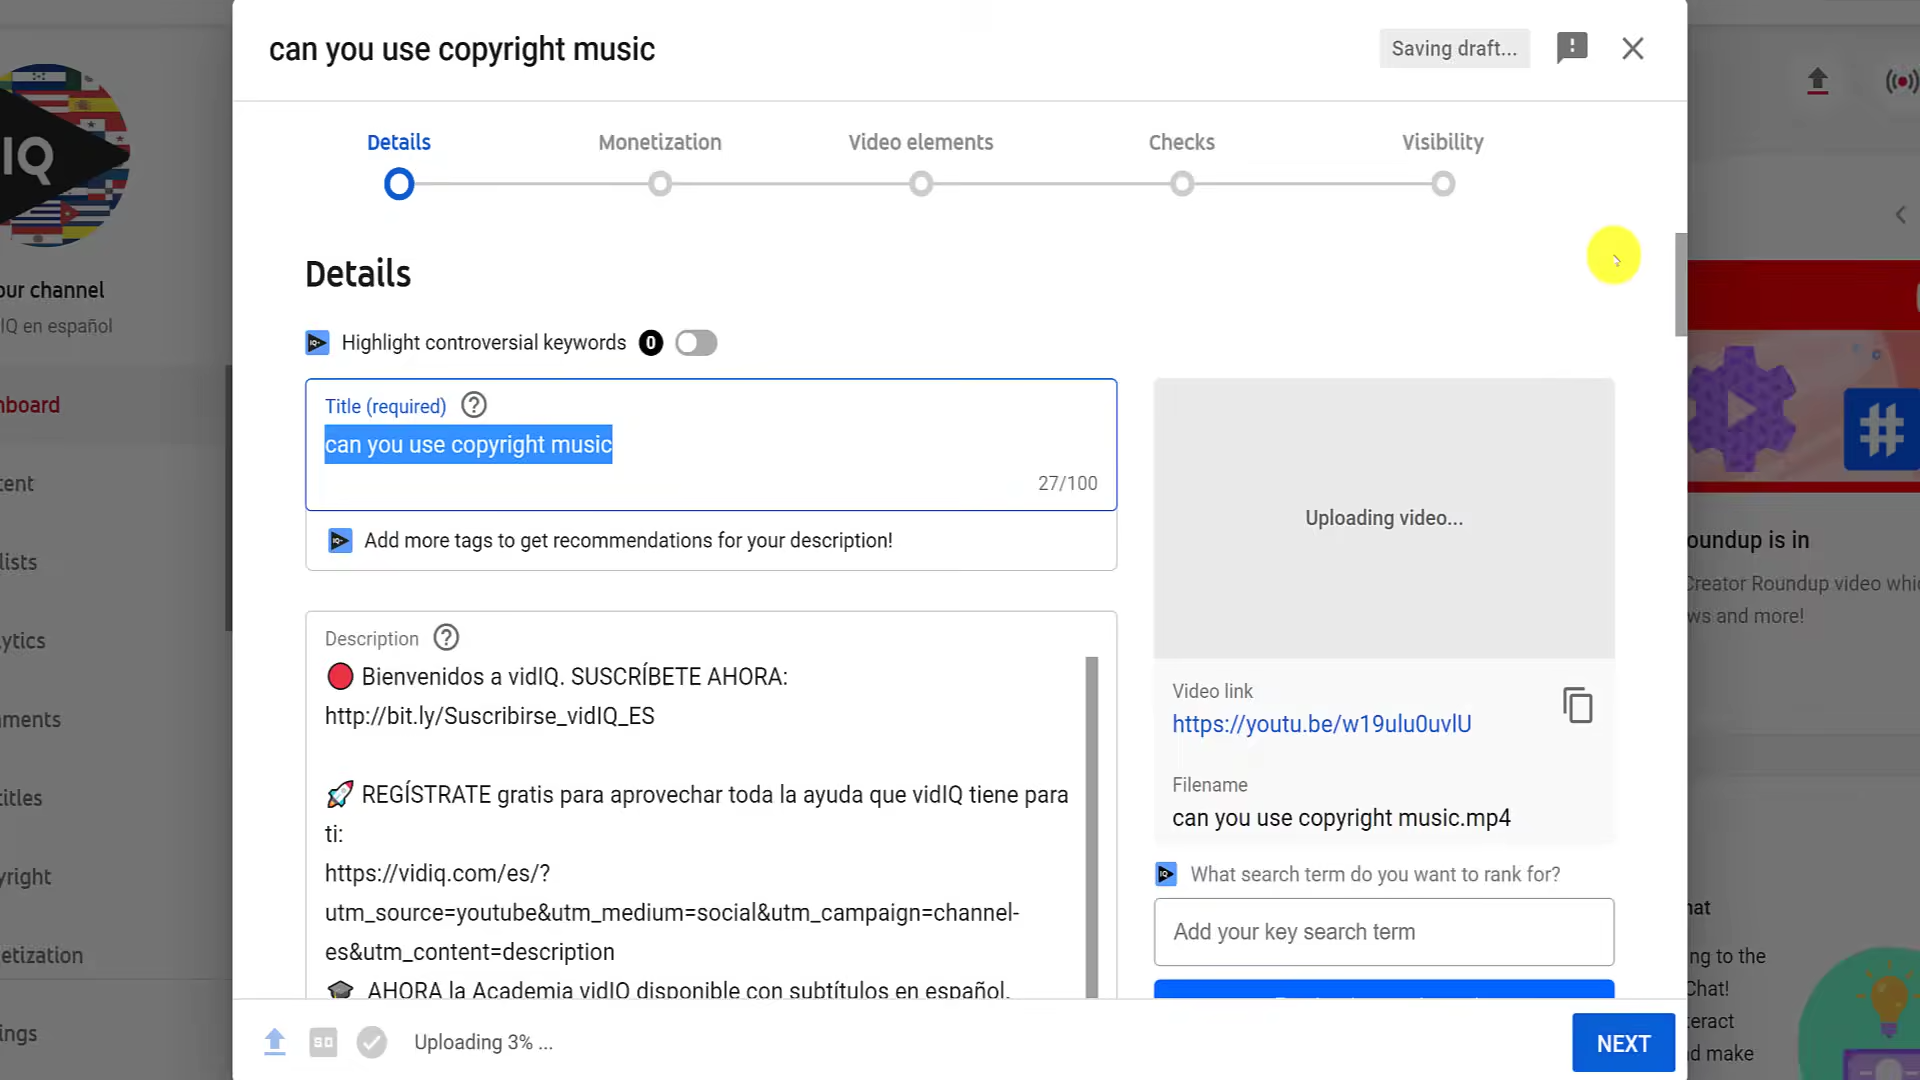 can you use copyright music
Saving draft...
Details
Monetization
Video elements
Checks
Visibility
IQ
our channel
IQ en español
Details
Highlight controversial keywords 0
Title (required)
can you use copyright music
27/100
Add more tags to get recommendations for your description!
Description
Bienvenidos a vidIQ. SUSCRÍBETE AHORA:
http://bit.ly/Suscribirse_vidIQ_ES
REGÍSTRATE gratis para aprovechar toda la ayuda que vidIQ tiene para
ti:
https://vidiq.com/es/?
utm_source=youtube&utm_medium=social&utm_campaign=channel-
es&utm_content=description
AHORA la Academia vidIQ disponible con subtítulos en español.
Uploading video...
Video link
https://youtu.be/w19ulu0uvlU
Filename
can you use copyright music.mp4
What search term do you want to rank for?
Add your key search term
nboard
tent
lists
ytics
ments
titles
yright
etization
ings
#
oundup is in
Creator Roundup video whic
ws and more!
hat
ng to the
Chat!
teract
d make
SD
Uploading 3% ...
NEXT